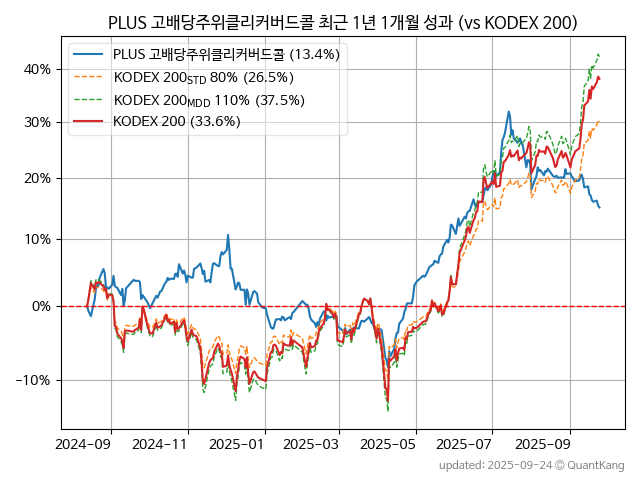 PLUS 고배당주위클리커버드콜 최근 1년 1개월 성과 (vs KODEX 200)
PLUS 고배당주위클리커버드콜 (13.4%)
KODEX 200STD 80% (26.5%)
KODEX 200MDD 110% (37.5%)
KODEX 200 (33.6%)
40%
30%
20%
10%
0%
−10%
2024-09 2024-11 2025-01 2025-03 2025-05 2025-07 2025-09
updated: 2025-09-24 © QuantKang